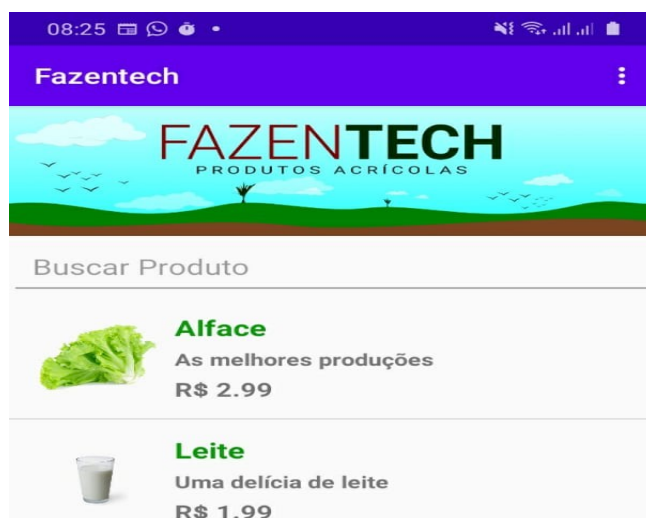 08:25
Fazentech
FAZENTECH
PRODUTOS ACRÍCOLAS
Buscar Produto
Alface
As melhores produções
R$ 2.99
Leite
Uma delícia de leite
R$ 1.99